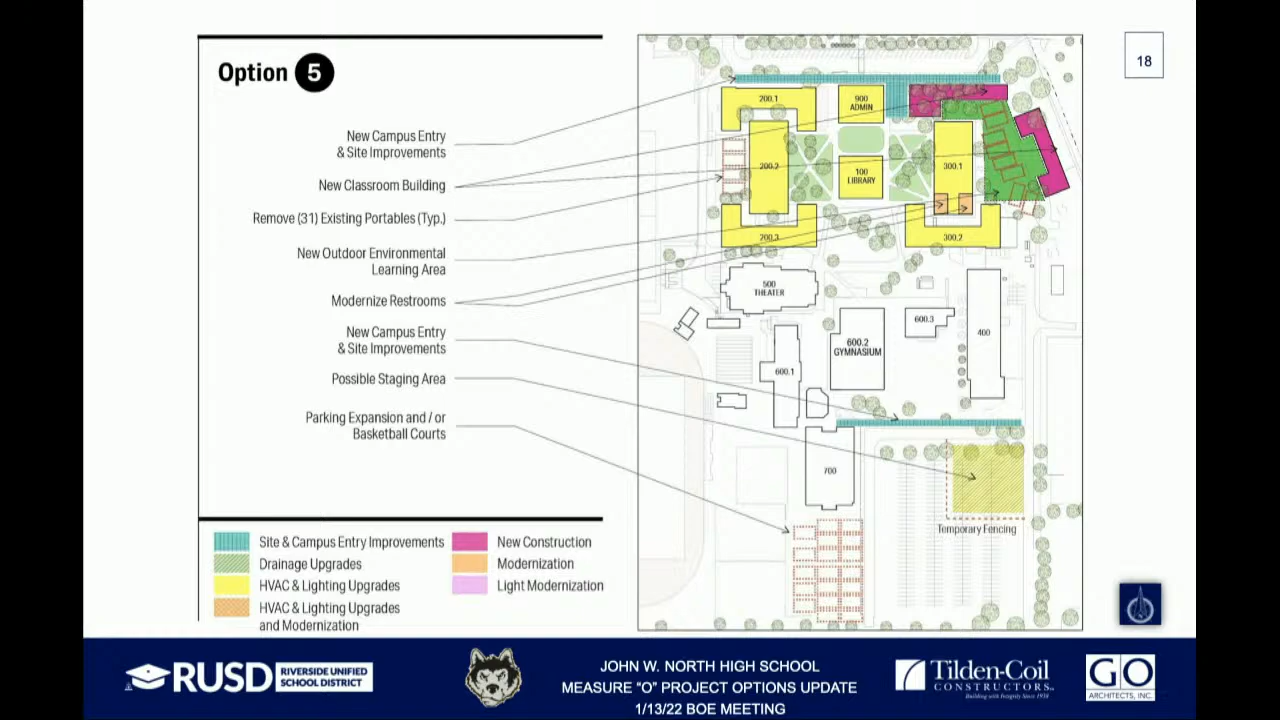 18
Option 5
New Campus Entry
& Site Improvements
New Classroom Building
Remove (31) Existing Portables (Typ.)
New Outdoor Environmental
Learning Area
Modernize Restrooms
New Campus Entry
& Site Improvements
Possible Staging Area
Parking Expansion and / or
Basketball Courts
200.1
900
ADMIN
200.2
100
LIBRARY
300.1
200.3
300.2
500
THEATER
600.3
400
600.2
GYMNASIUM
600.1
700
Temporary Fencing
Site & Campus Entry Improvements
Drainage Upgrades
HVAC & Lighting Upgrades
HVAC & Lighting Upgrades
and Modernization
New Construction
Modernization
Light Modernization
RUSD
RIVERSIDE UNIFIED
SCHOOL DISTRICT
JOHN W. NORTH HIGH SCHOOL
MEASURE “O” PROJECT OPTIONS UPDATE
1/13/22 BOE MEETING
Tilden-Coil
CONSTRUCTORS
Building with Integrity Since 1938
GO
ARCHITECTS, INC.